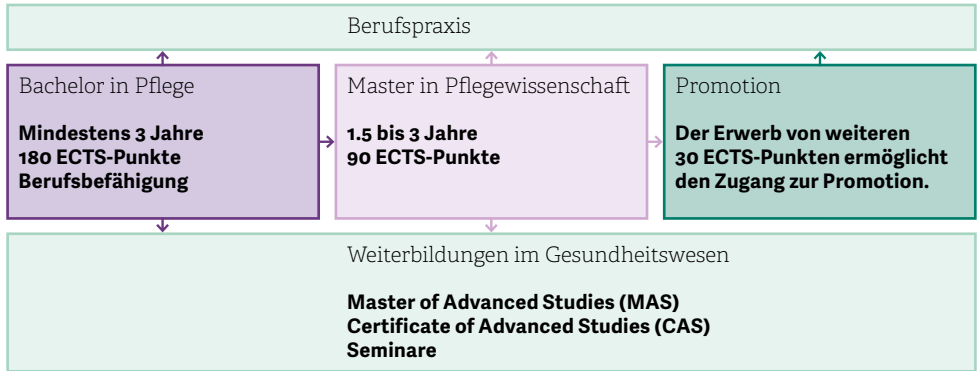 Berufspraxis
Bachelor in Pflege
Mindestens 3 Jahre
180 ECTS-Punkte
Berufsbefähigung
Master in Pflegewissenschaft
1.5 bis 3 Jahre
90 ECTS-Punkte
Promotion
Der Erwerb von weiteren
30 ECTS-Punkten ermöglicht
den Zugang zur Promotion.
Weiterbildungen im Gesundheitswesen
Master of Advanced Studies (MAS)
Certificate of Advanced Studies (CAS)
Seminare